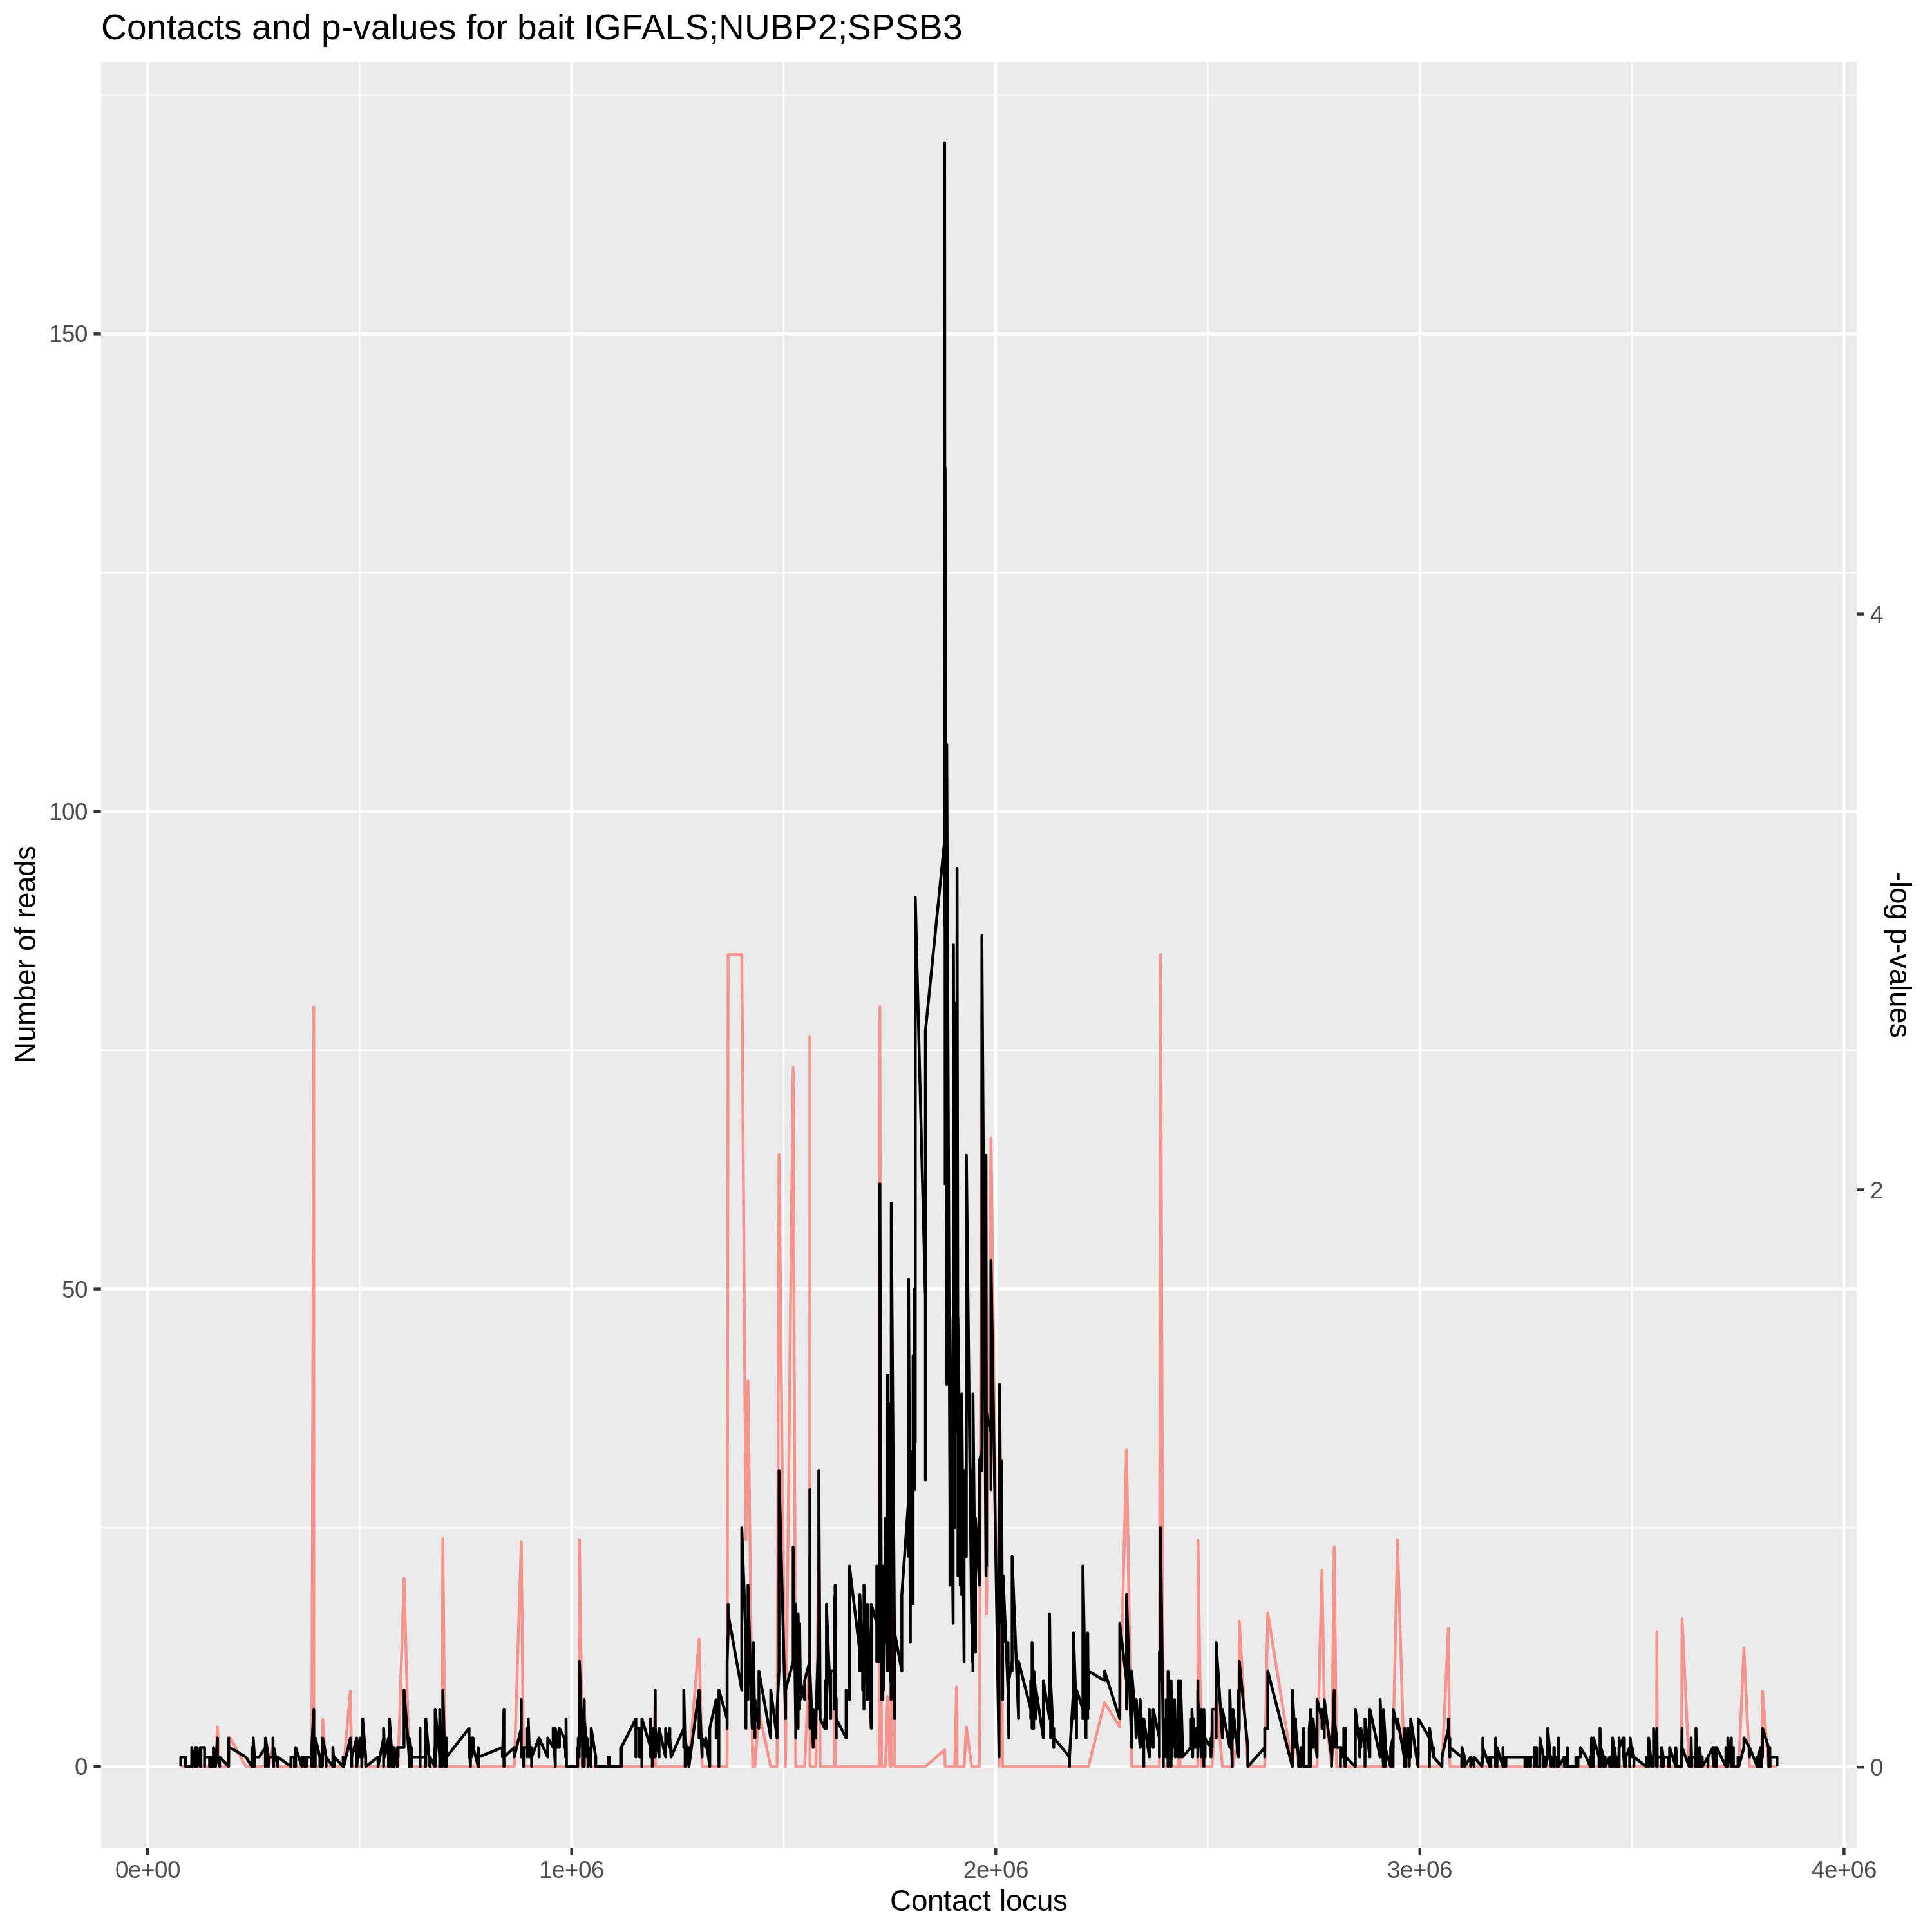 Contacts and p-values for bait IGFALS;NUBP2;SPSB3
150
100
50
0
Number of reads
4
2
0
-log p-values
0e+00 1e+06 2e+06 3e+06 4e+06
Contact locus